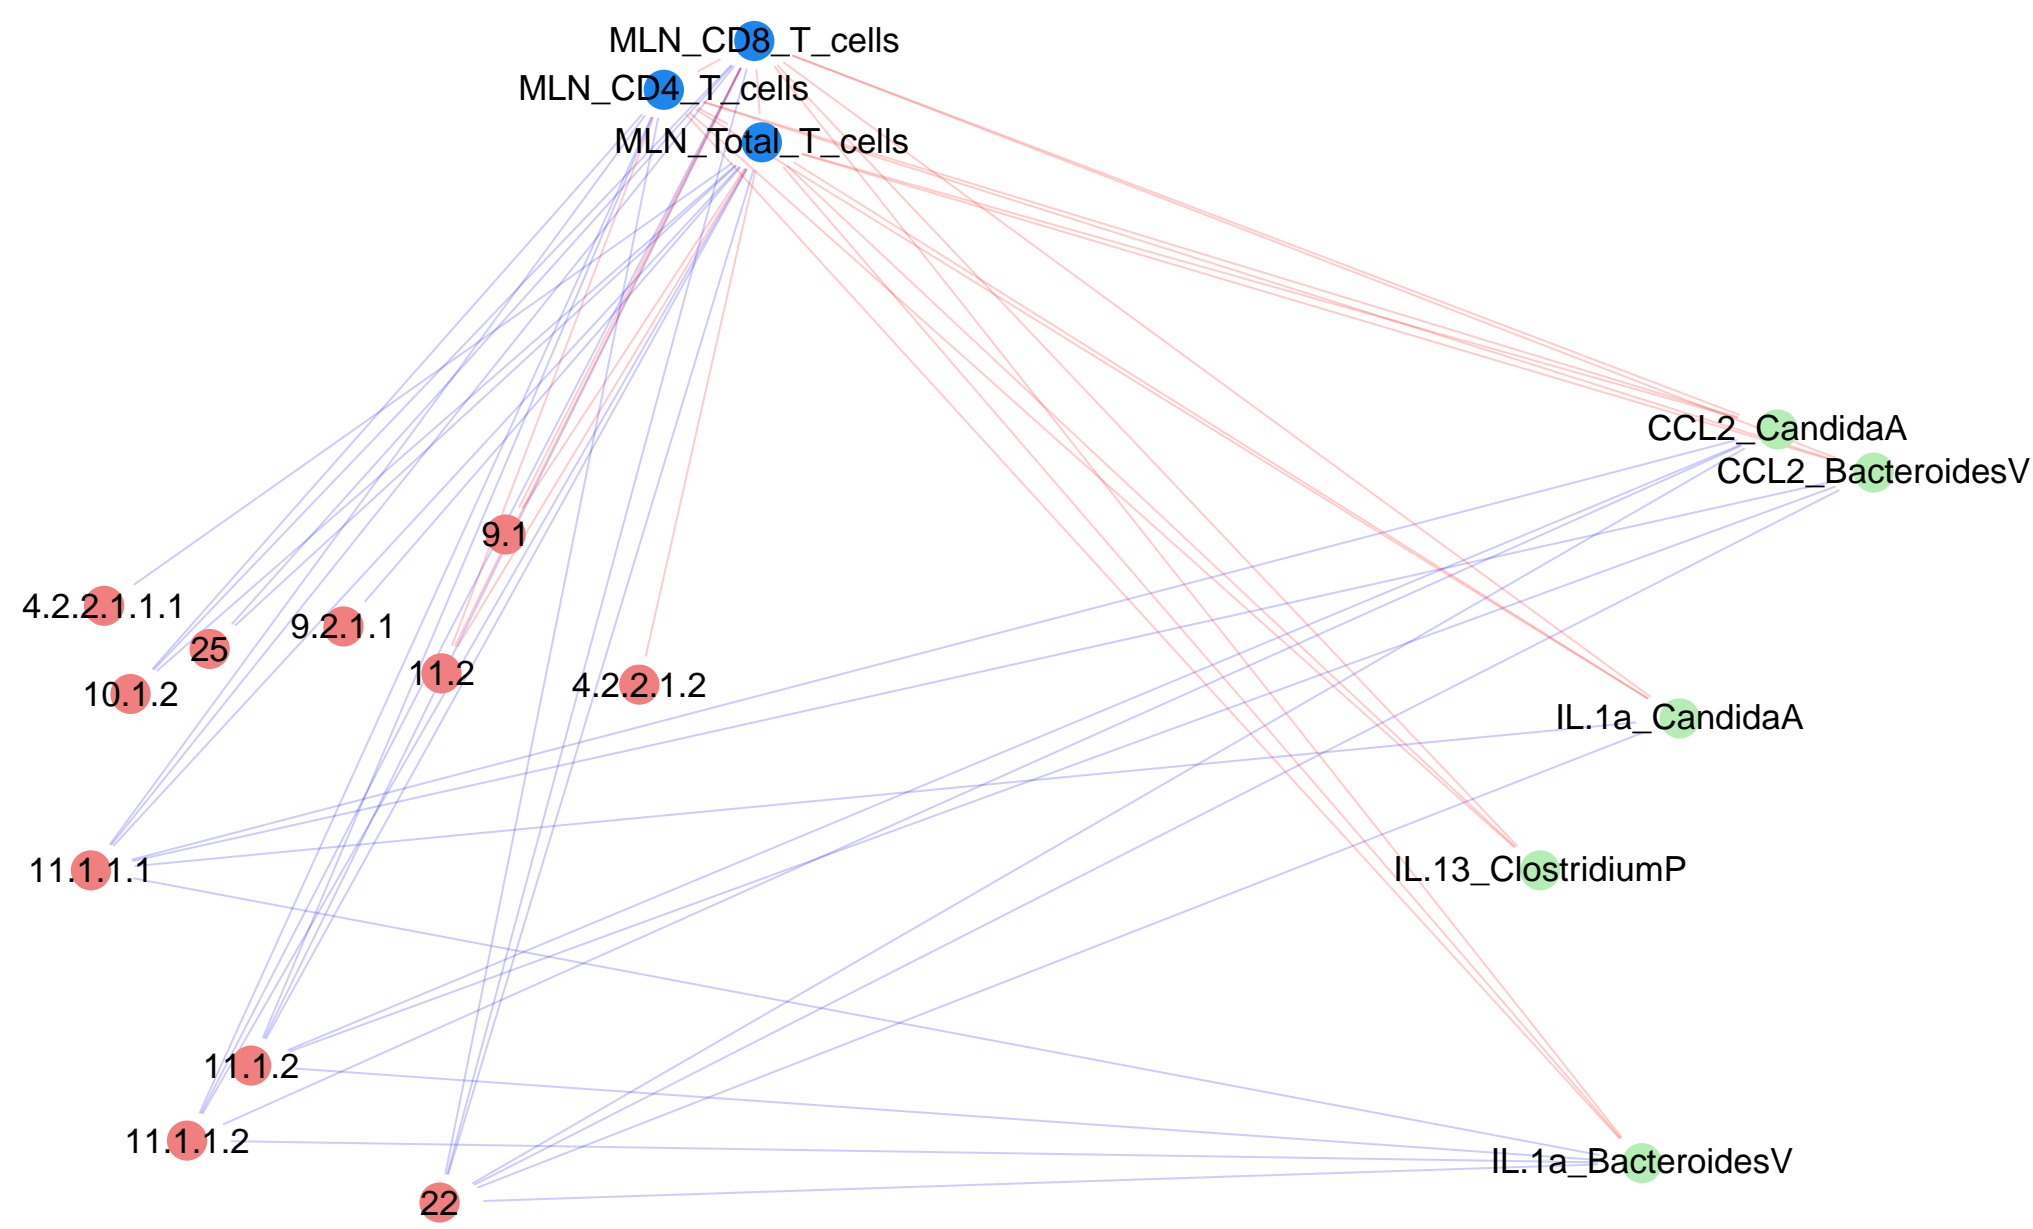 MLN_CD8_T_cells
MLN_CD4_T_cells
MLN_Total_T_cells
CCL2_CandidaA
CCL2_BacteroidesV
9.1
4.2.2.1.1.1
9.2.1.1
25
11.2
4.2.2.1.2
10.1.2
IL.1a_CandidaA
11.1.1.1
IL.13_ClostridiumP
11.1.2
11.1.1.2
IL.1a_BacteroidesV
22